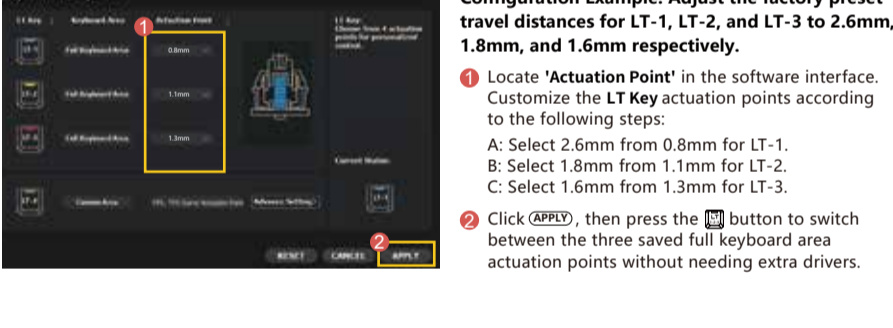 LT Key
Keyboard Area
Actuation Point
LT Key:
Choose from 4 actuation
points for personalized
control.
1
LT-1
Full Keyboard Area
0.8mm
LT-2
Full Keyboard Area
1.1mm
LT-3
Full Keyboard Area
1.3mm
Current Status:
Advance Setting
RESET
CANCEL
2
APPLY
Configuration Example: Adjust the factory preset
travel distances for LT-1, LT-2, and LT-3 to 2.6mm,
1.8mm, and 1.6mm respectively.
1 Locate 'Actuation Point' in the software interface.
Customize the LT Key actuation points according
to the following steps:
A: Select 2.6mm from 0.8mm for LT-1.
B: Select 1.8mm from 1.1mm for LT-2.
C: Select 1.6mm from 1.3mm for LT-3.
2 Click APPLY, then press the button to switch
between the three saved full keyboard area
actuation points without needing extra drivers.